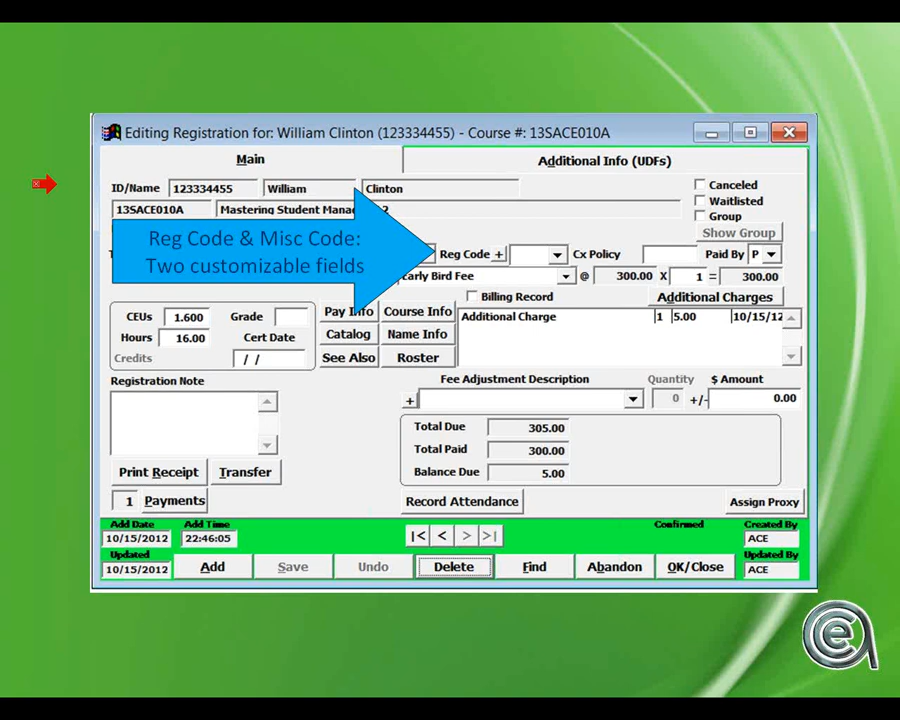 Editing Registration for: William Clinton (123334455) - Course #: 13SACE010A
Main
Additional Info (UDFs)
ID/Name 123334455 William Clinton
Canceled
13SACE010A Mastering Student Mana 2
Waitlisted
Group
Show Group
Reg Code & Misc Code:
Two customizable fields
Reg Code + Cx Policy Paid By P
Early Bird Fee @ 300.00 X 1 = 300.00
Billing Record Additional Charges
CEUs 1.600 Grade
Pay Info Course Info
Additional Charge 1 5.00 10/15/12
Hours 16.00 Cert Date
Catalog Name Info
Credits / /
See Also Roster
Registration Note
Fee Adjustment Description Quantity $ Amount
+ 0 +/- 0.00
Total Due 305.00
Total Paid 300.00
Balance Due 5.00
Print Receipt Transfer
1 Payments
Record Attendance Assign Proxy
Add Date Add Time Confirmed Created By
10/15/2012 22:46:05 |< < > >| ACE
Updated Updated By
10/15/2012 Add Save Undo Delete Find Abandon OK/Close ACE